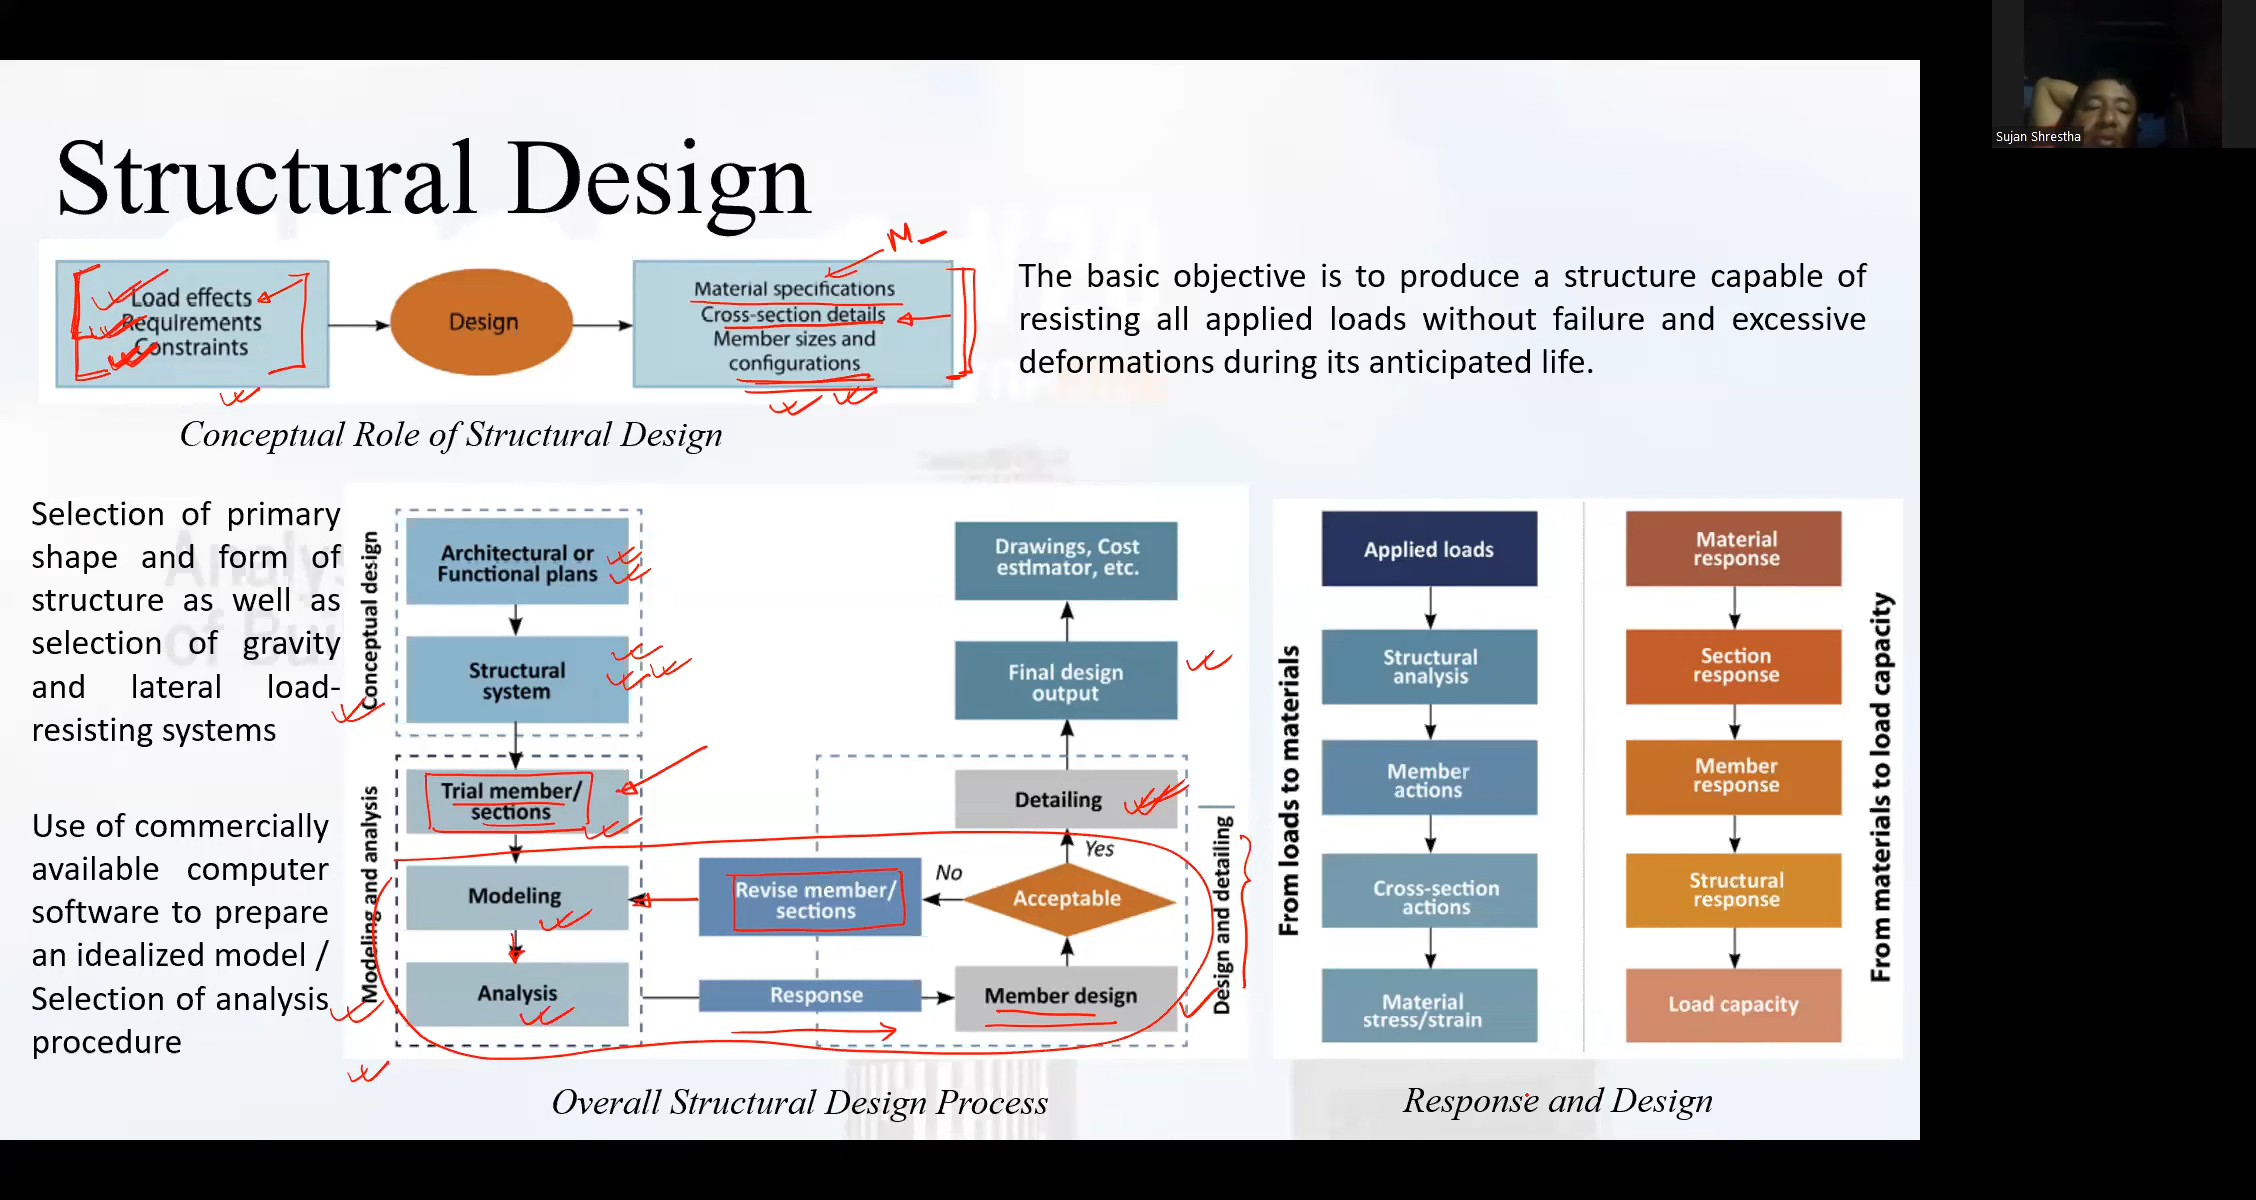 Structural Design
Sujan Shrestha
M
Load effects
Requirements
Constraints
Design
Material specifications
Cross-section details
Member sizes and
configurations
Conceptual Role of Structural Design
The basic objective is to produce a structure capable of
resisting all applied loads without failure and excessive
deformations during its anticipated life.
Selection of primary
shape and form of
structure as well as
selection of gravity
and lateral load-
resisting systems
Use of commercially
available computer
software to prepare
an idealized model /
Selection of analysis
procedure
Conceptual design
Architectural or
Functional plans
Structural
system
Modeling and analysis
Trial member/
sections
Modeling
Analysis
Revise member/
sections
Response
No
Drawings, Cost
estimator, etc.
Final design
output
Detailing
Yes
Acceptable
Member design
Design and detailing
Overall Structural Design Process
From loads to materials
Applied loads
Structural
analysis
Member
actions
Cross-section
actions
Material
stress/strain
Material
response
Section
response
Member
response
Structural
response
Load capacity
From materials to load capacity
Response and Design